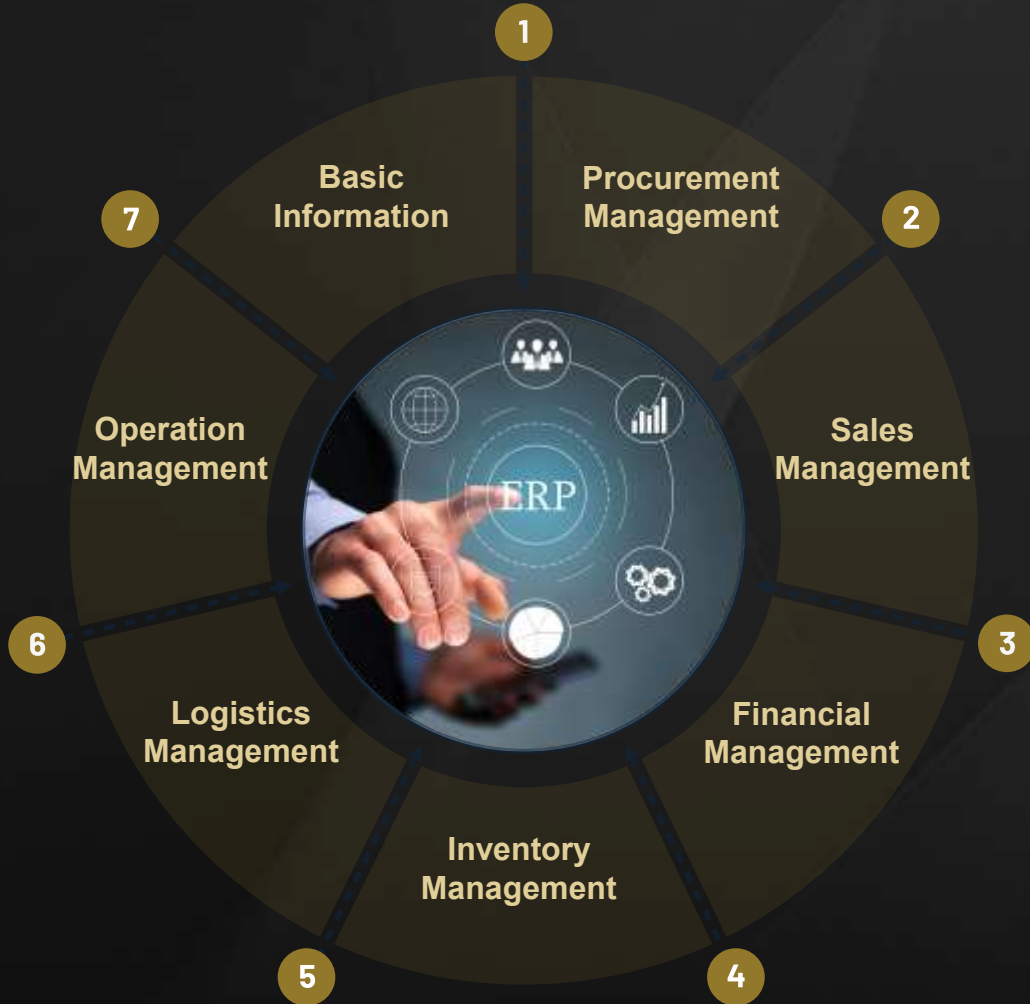 1
Basic
Information
Procurement
Management
7
2
Operation
Management
Sales
Management
ERP
6
3
Logistics
Management
Financial
Management
Inventory
Management
5
4